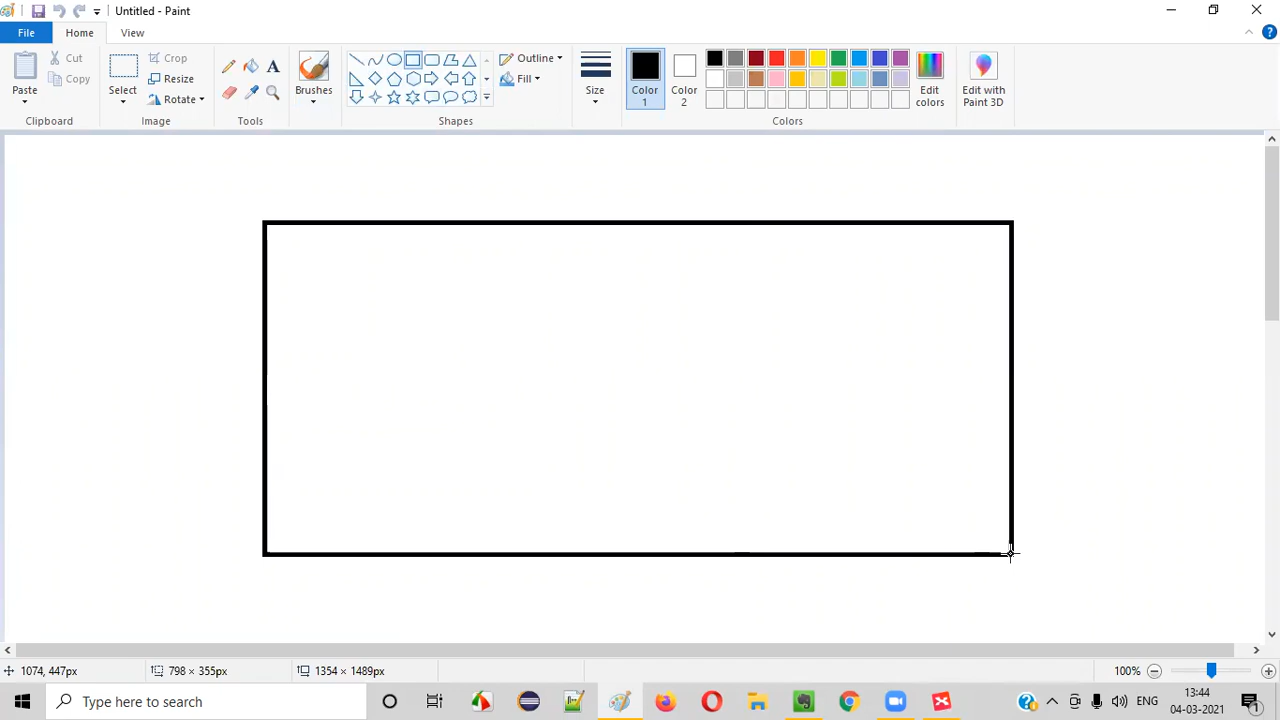 Untitled - Paint
File Home View
Paste
Cut
Copy
Clipboard
Select
Crop
Resize
Rotate
Image
Tools
Brushes
Shapes
Outline
Fill
Size
Color 1
Color 2
Edit colors
Colors
Edit with Paint 3D
1074, 447px
798 × 355px
1354 × 1489px
100%
Type here to search
ENG
13:44
04-03-2021
1